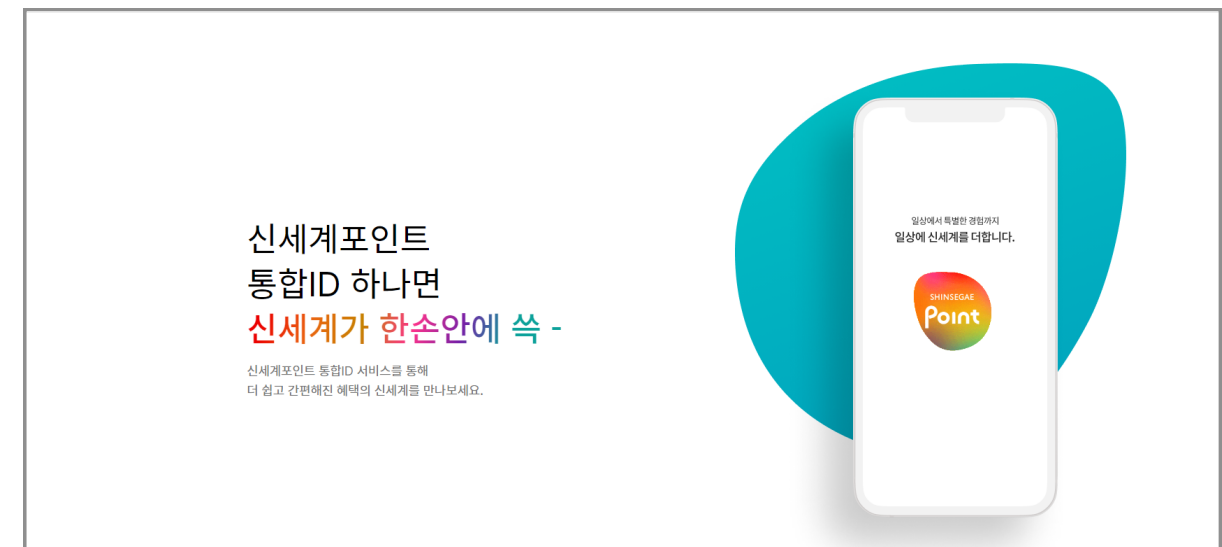 신세계포인트
통합ID 하나면
신세계가 한손안에 쏙 -
신세계포인트 통합ID 서비스를 통해
더 쉽고 간편해진 혜택의 신세계를 만나보세요.
일상에서 특별한 경험까지
일상에 신세계를 더합니다.
SHINSEGAE
Point